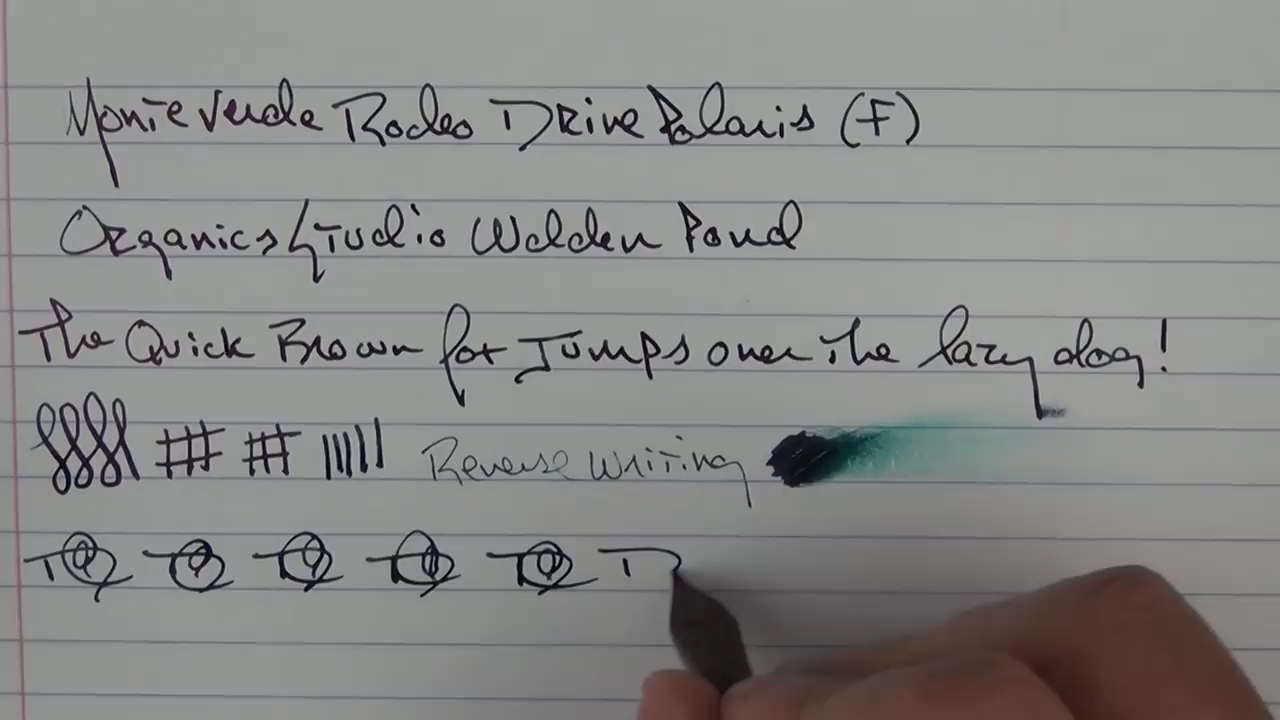 Monteverde Rodeo Drive Polaris (F)
Organics Studio Walden Pond
The Quick Brown fox Jumps over The lazy dog!
Reverse Writing